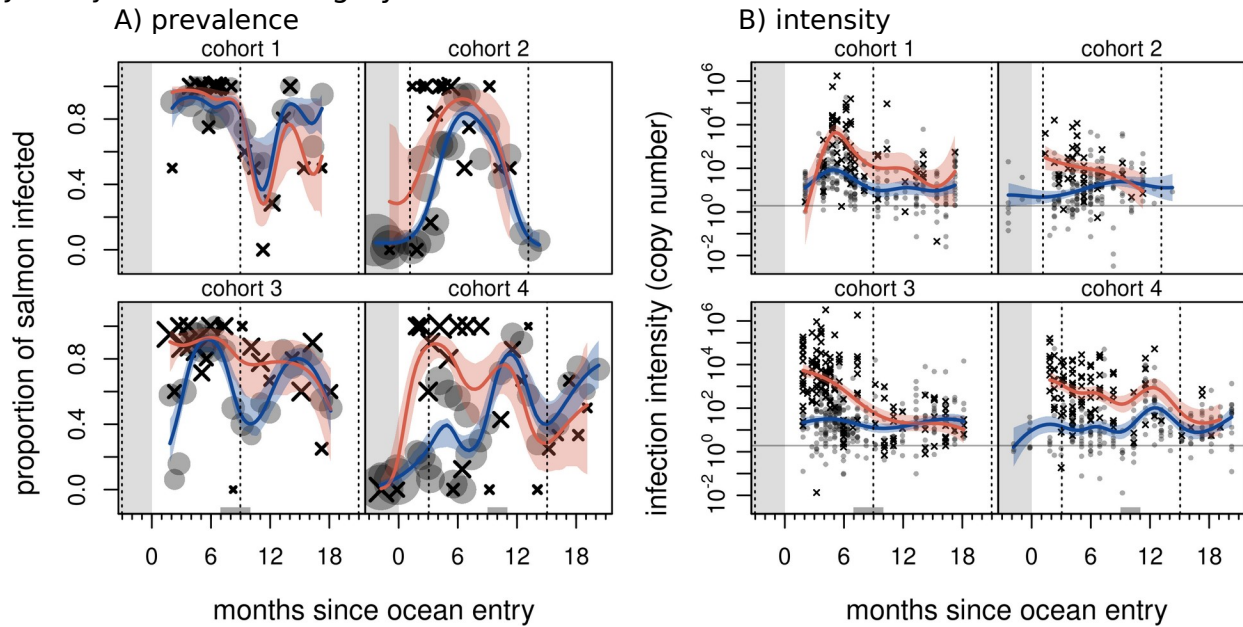 A) prevalence
B) intensity
cohort 1
cohort 2
cohort 1
cohort 2
0.8
0.4
0.0
10^6
10^4
10^2
10^0
10^-2
cohort 3
cohort 4
cohort 3
cohort 4
0.8
0.4
0.0
10^6
10^4
10^2
10^0
10^-2
proportion of salmon infected
infection intensity (copy number)
0 6 12 18
0 6 12 18
0 6 12 18
0 6 12 18
months since ocean entry
months since ocean entry